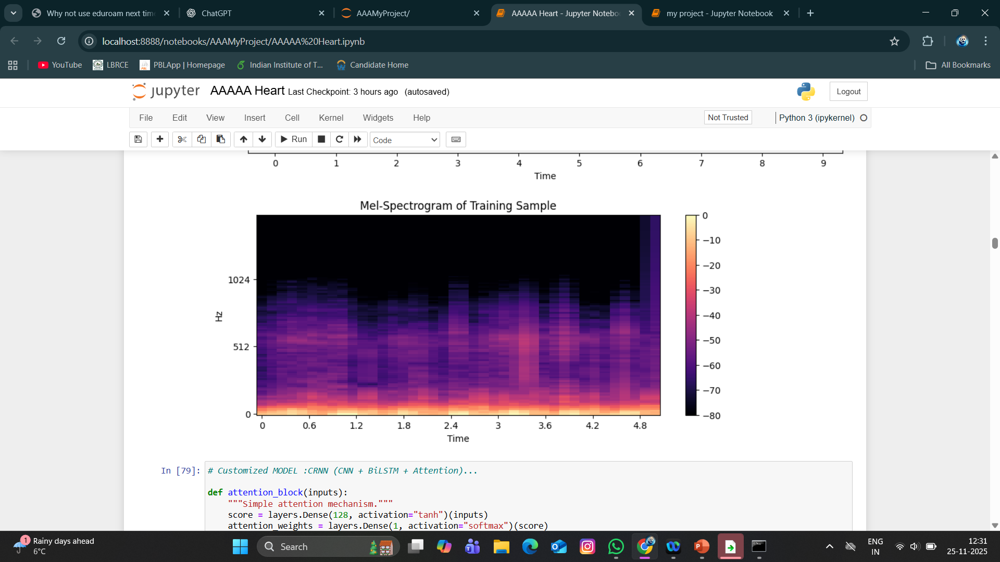 Why not use eduroam next tim
ChatGPT
AAAMyProject/
AAAAA Heart - Jupyter Notebo
my project - Jupyter Notebook
localhost:8888/notebooks/AAAMyProject/AAAAA%20Heart.ipynb
YouTube
LBRCE
PBLApp | Homepage
Indian Institute of T...
Candidate Home
All Bookmarks
jupyter
AAAAA Heart Last Checkpoint: 3 hours ago (autosaved)
Logout
File Edit View Insert Cell Kernel Widgets Help
Not Trusted
Python 3 (ipykernel)
Run
Code
0 1 2 3 4 5 6 7 8 9
Time
Mel-Spectrogram of Training Sample
1024
512
0
Hz
0 0.6 1.2 1.8 2.4 3 3.6 4.2 4.8
Time
0
−10
−20
−30
−40
−50
−60
−70
−80
In [79]:
# Customized MODEL :CRNN (CNN + BiLSTM + Attention)...
def attention_block(inputs):
"""Simple attention mechanism."""
score = layers.Dense(128, activation="tanh")(inputs)
attention_weights = layers.Dense(1, activation="softmax")(score)
1
Rainy days ahead
6°C
Search
ENG
IN
12:31
25-11-2025